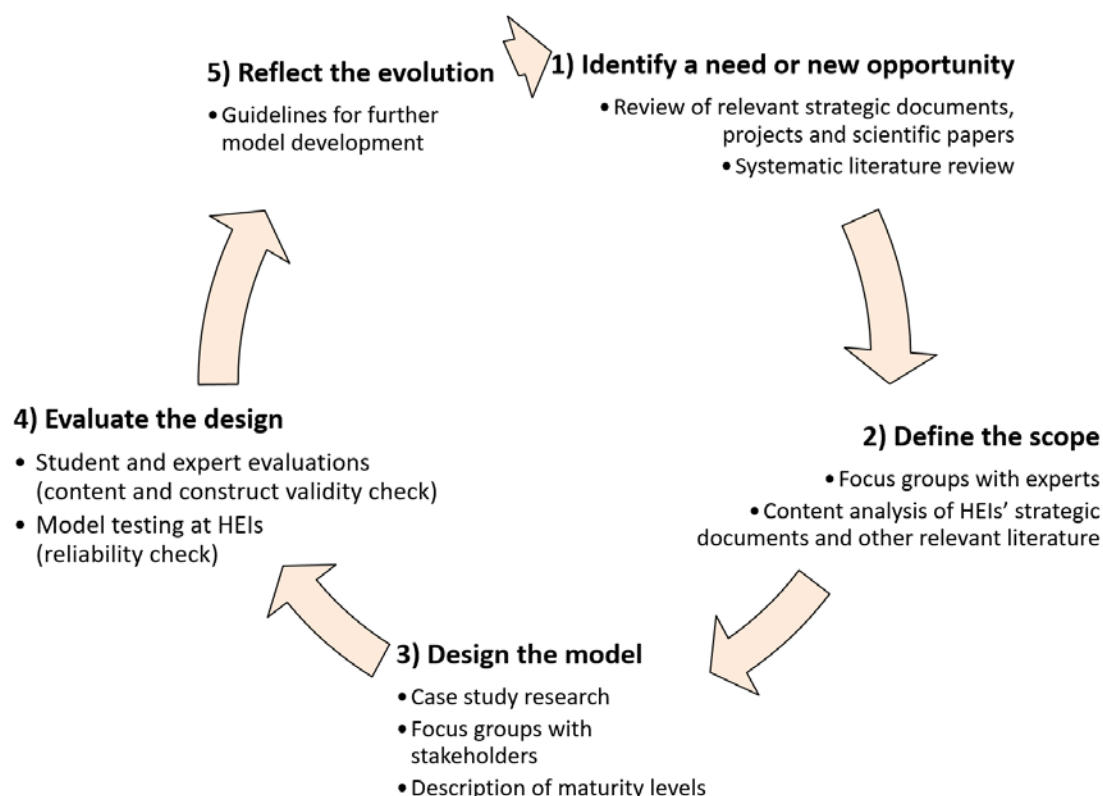 1) Identify a need or new opportunity
• Review of relevant strategic documents,
projects and scientific papers
• Systematic literature review
2) Define the scope
• Focus groups with experts
• Content analysis of HEIs’ strategic
documents and other relevant literature
3) Design the model
• Case study research
• Focus groups with
stakeholders
• Description of maturity levels
4) Evaluate the design
• Student and expert evaluations
(content and construct validity check)
• Model testing at HEIs
(reliability check)
5) Reflect the evolution
• Guidelines for further
model development